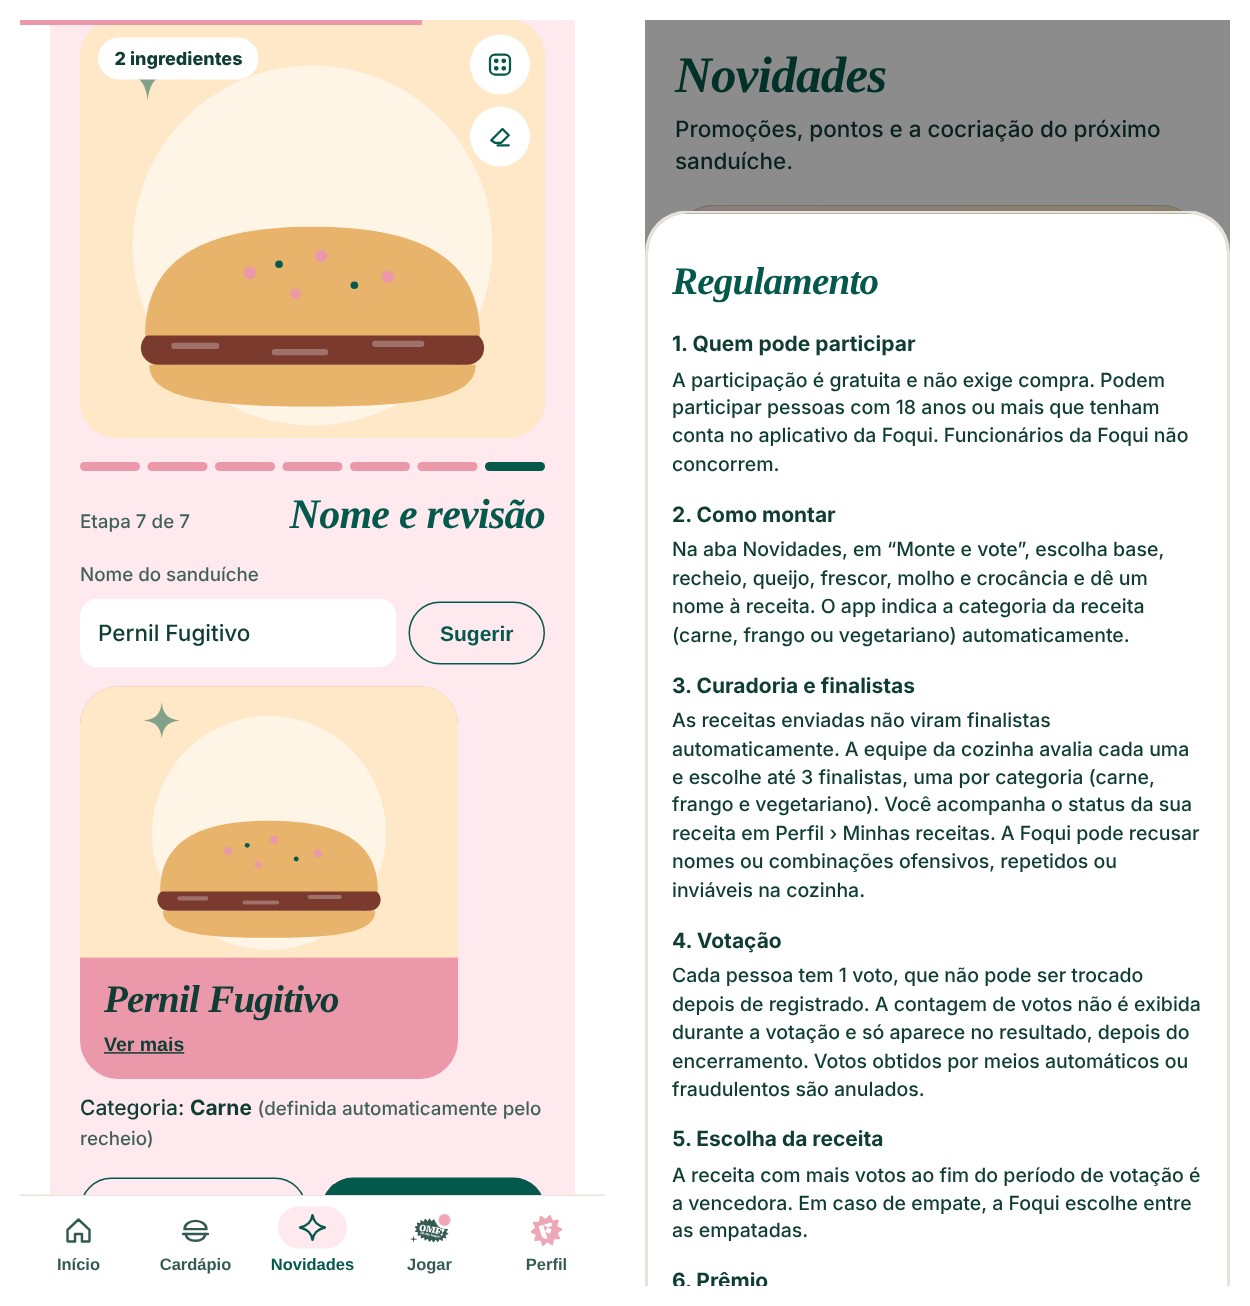 2 ingredientes
Etapa 7 de 7
Nome e revisão
Nome do sanduíche
Pernil Fugitivo
Sugerir
Pernil Fugitivo
Ver mais
Categoria: Carne (definida automaticamente pelo
recheio)
Início
Cardápio
Novidades
Jogar
Perfil
Novidades
Promoções, pontos e a cocriação do próximo
sanduíche.
Regulamento
1. Quem pode participar
A participação é gratuita e não exige compra. Podem
participar pessoas com 18 anos ou mais que tenham
conta no aplicativo da Foqui. Funcionários da Foqui não
concorrem.
2. Como montar
Na aba Novidades, em “Monte e vote”, escolha base,
recheio, queijo, frescor, molho e crocância e dê um
nome à receita. O app indica a categoria da receita
(carne, frango ou vegetariano) automaticamente.
3. Curadoria e finalistas
As receitas enviadas não viram finalistas
automaticamente. A equipe da cozinha avalia cada uma
e escolhe até 3 finalistas, uma por categoria (carne,
frango e vegetariano). Você acompanha o status da sua
receita em Perfil › Minhas receitas. A Foqui pode recusar
nomes ou combinações ofensivos, repetidos ou
inviáveis na cozinha.
4. Votação
Cada pessoa tem 1 voto, que não pode ser trocado
depois de registrado. A contagem de votos não é exibida
durante a votação e só aparece no resultado, depois do
encerramento. Votos obtidos por meios automáticos ou
fraudulentos são anulados.
5. Escolha da receita
A receita com mais votos ao fim do período de votação é
a vencedora. Em caso de empate, a Foqui escolhe entre
as empatadas.
6. Prêmio